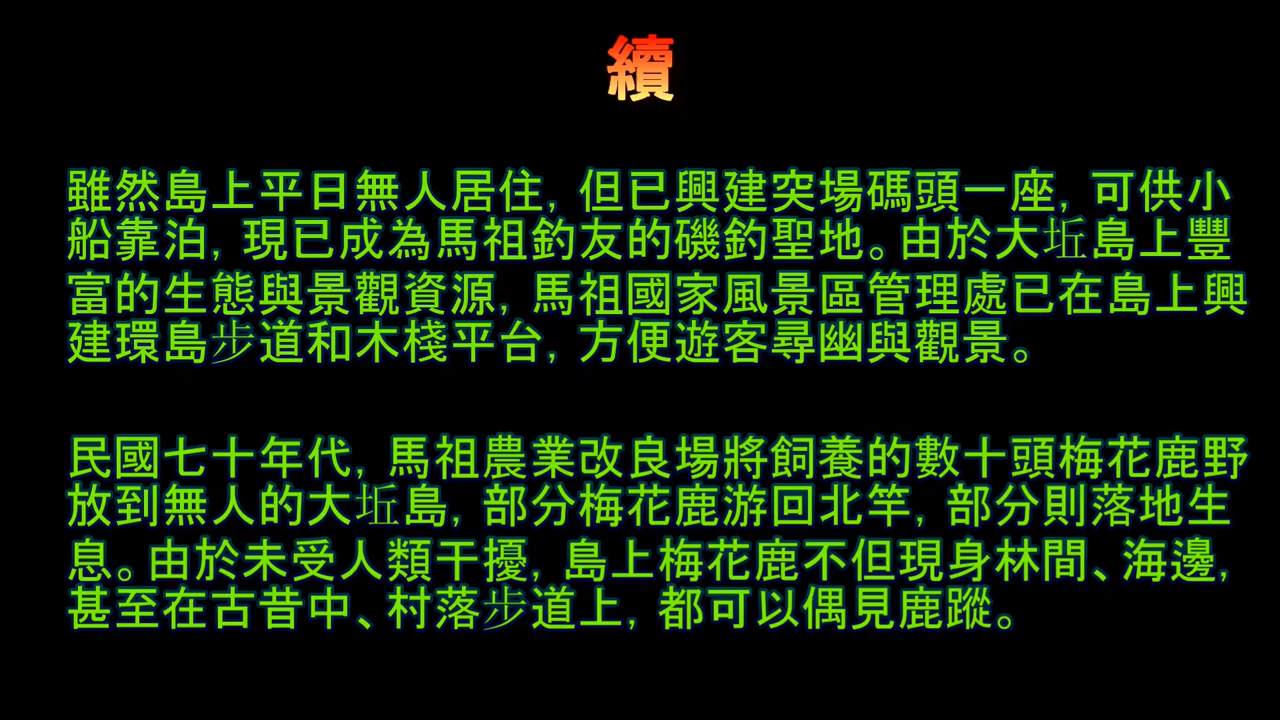 續
雖然島上平日無人居住, 但已興建突場碼頭一座, 可供小
船靠泊, 現已成為馬祖釣友的磯釣聖地。由於大坵島上豐
富的生態與景觀資源, 馬祖國家風景區管理處已在島上興
建環島步道和木棧平台, 方便遊客尋幽與觀景。
民國七十年代, 馬祖農業改良場將飼養的數十頭梅花鹿野
放到無人的大坵島, 部分梅花鹿游回北竿, 部分則落地生
息。由於未受人類干擾, 島上梅花鹿不但現身林間、海邊,
甚至在古昔中、村落步道上, 都可以偶見鹿蹤。